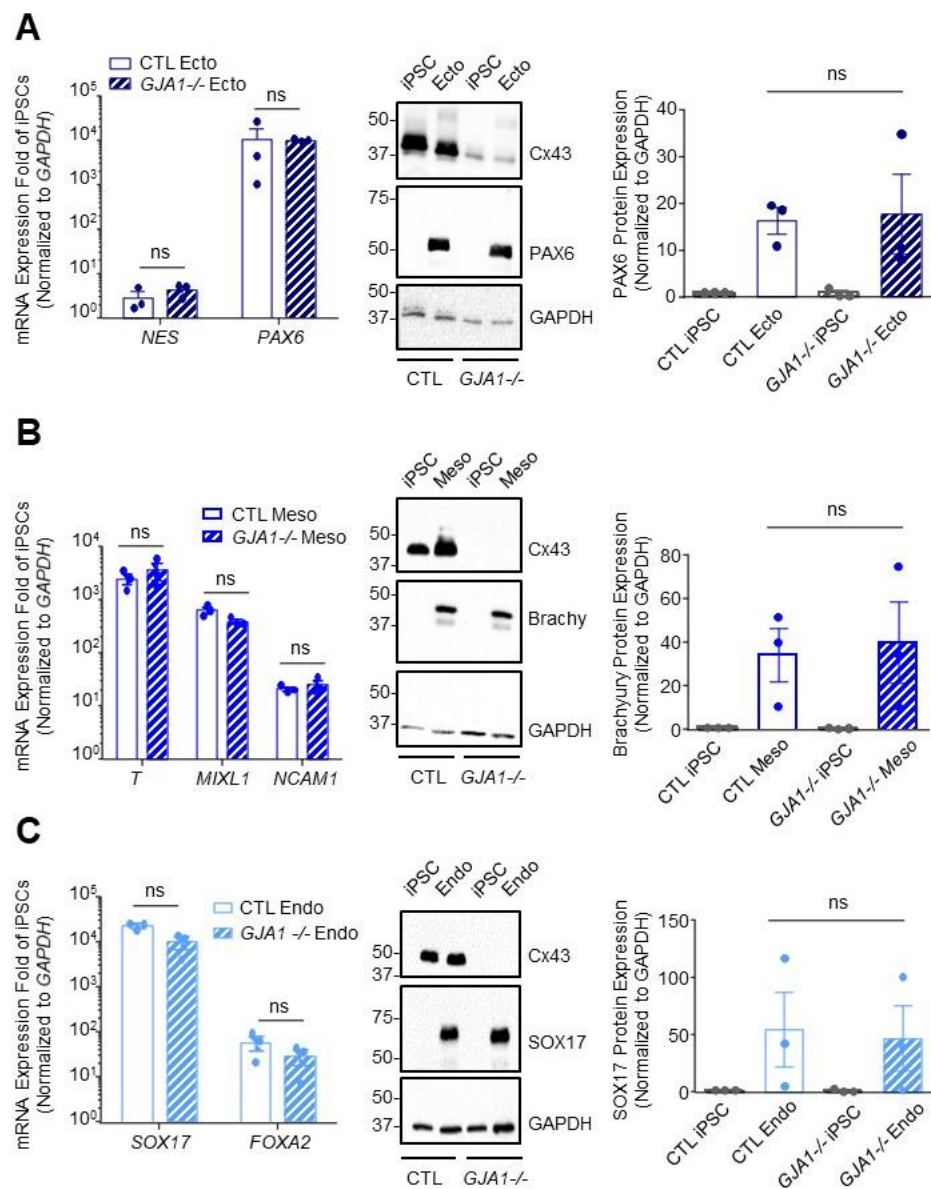 A
CTL Ecto
GJA1-/- Ecto
mRNA Expression Fold of iPSCs
(Normalized to GAPDH)
10^5
10^4
10^3
10^2
10^1
10^0
ns
ns
NES
PAX6
iPSC
Ecto
iPSC
Ecto
50
37
Cx43
75
50
PAX6
50
37
GAPDH
CTL
GJA1-/-
PAX6 Protein Expression
(Normalized to GAPDH)
40
30
20
10
0
ns
CTL iPSC
CTL Ecto
GJA1-/- iPSC
GJA1-/- Ecto
B
CTL Meso
GJA1-/- Meso
mRNA Expression Fold of iPSCs
(Normalized to GAPDH)
10^4
10^3
10^2
10^1
10^0
ns
ns
ns
T
MIXL1
NCAM1
iPSC
Meso
iPSC
Meso
50
37
Cx43
50
37
Brachy
50
37
GAPDH
CTL
GJA1-/-
Brachyury Protein Expression
(Normalized to GAPDH)
80
60
40
20
0
ns
CTL iPSC
CTL Meso
GJA1-/- iPSC
GJA1-/- Meso
C
CTL Endo
GJA1 -/- Endo
mRNA Expression Fold of iPSCs
(Normalized to GAPDH)
10^5
10^4
10^3
10^2
10^1
10^0
ns
ns
SOX17
FOXA2
iPSC
Endo
iPSC
Endo
50
37
Cx43
75
50
SOX17
37
GAPDH
CTL
GJA1-/-
SOX17 Protein Expression
(Normalized to GAPDH)
150
100
50
0
ns
CTL iPSC
CTL Endo
GJA1-/- iPSC
GJA1-/- Endo